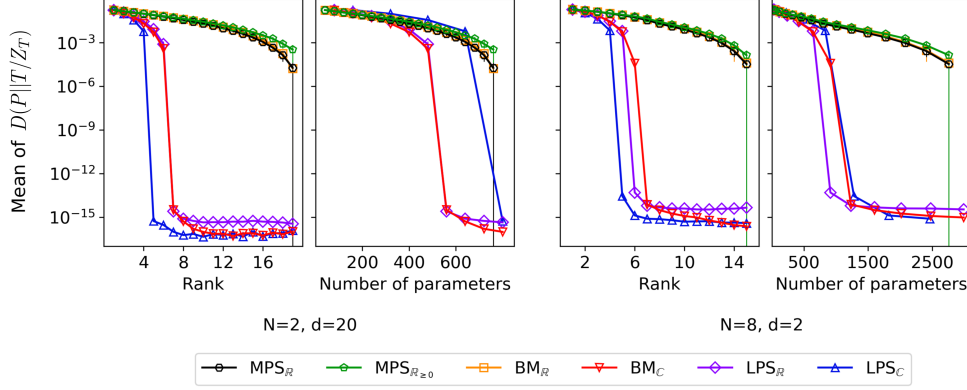 Mean of D(P||T/Z_T)
10⁻³
10⁻⁶
10⁻⁹
10⁻¹²
10⁻¹⁵
4 8 12 16
200 400 600
2 6 10 14
500 1500 2500
Rank
Number of parameters
Rank
Number of parameters
N=2, d=20
N=8, d=2
MPS_ℝ MPS_ℝ≥0 BM_ℝ BM_ℂ LPS_ℝ LPS_ℂ